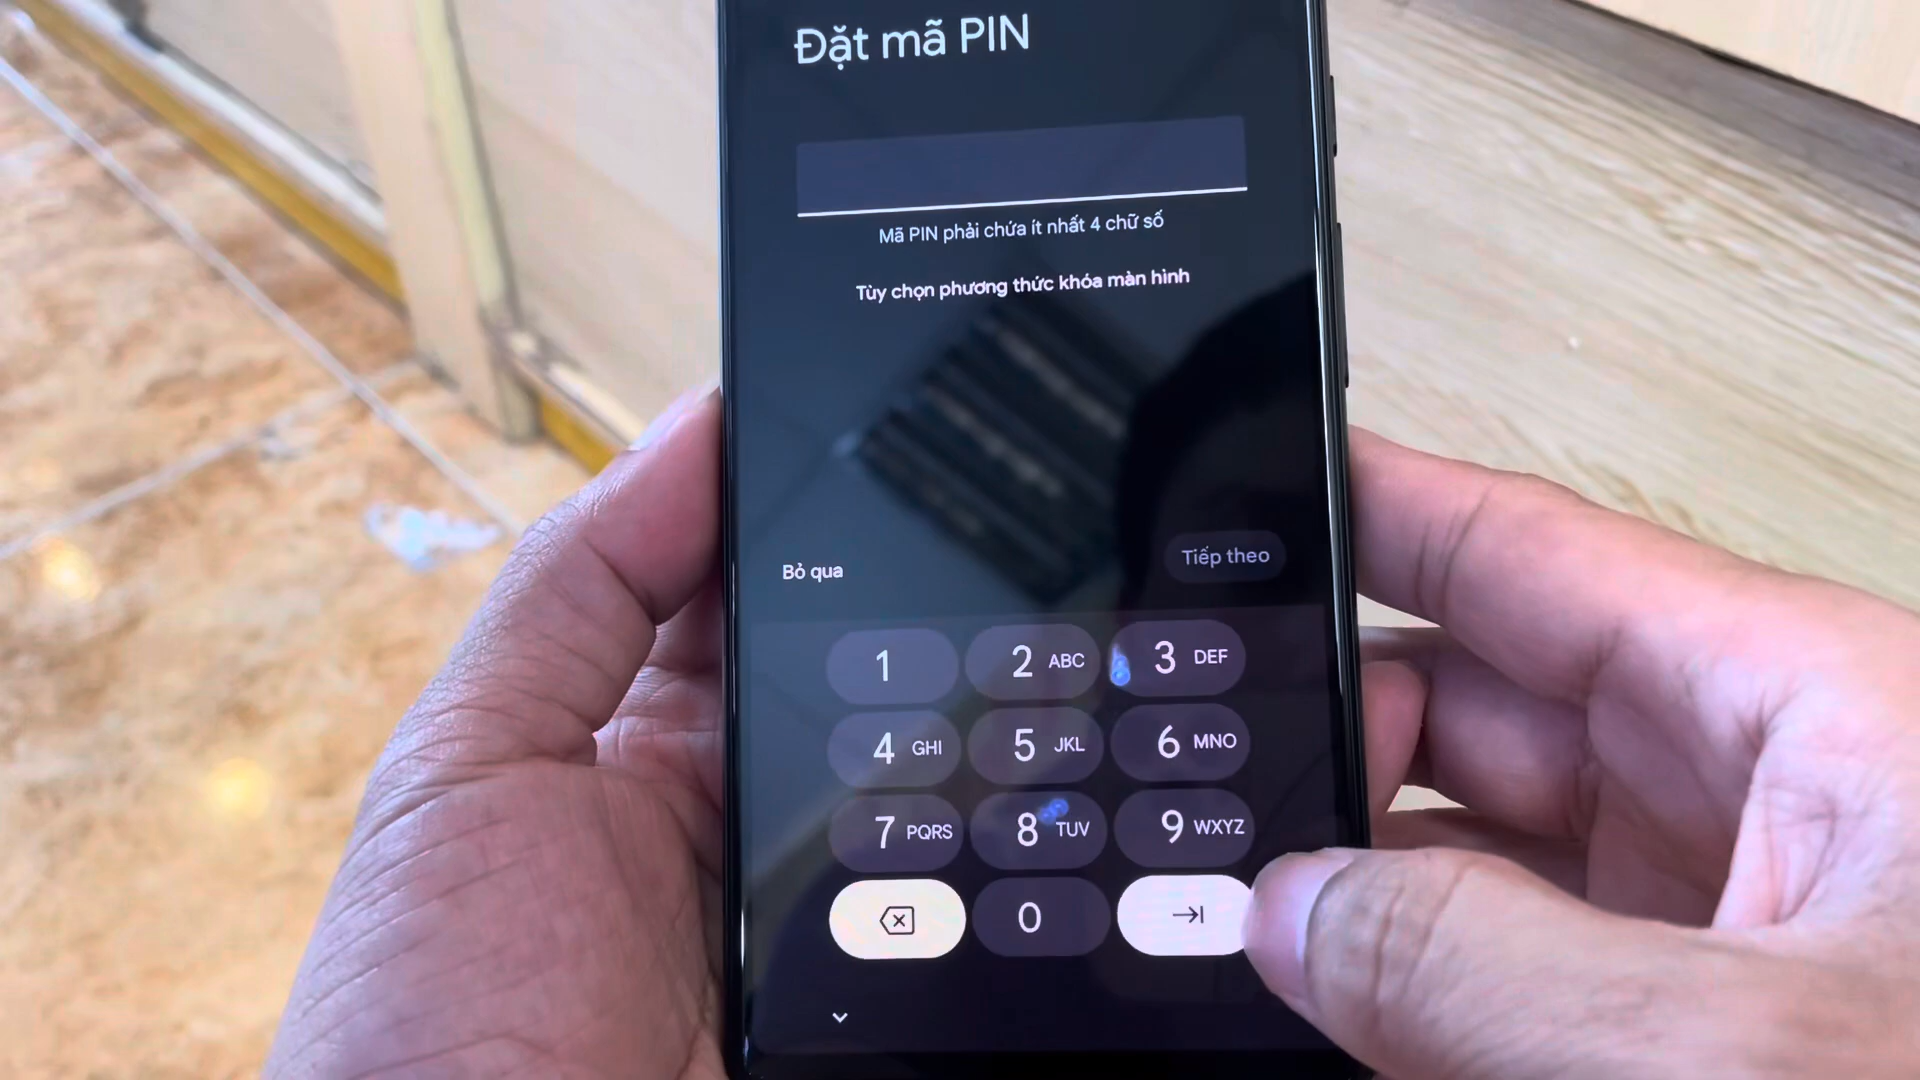 Đặt mã PIN
Mã PIN phải chứa ít nhất 4 chữ số
Tùy chọn phương thức khóa màn hình
Bỏ qua
Tiếp theo
1
2 ABC
3 DEF
4 GHI
5 JKL
6 MNO
7 PQRS
8 TUV
9 WXYZ
0